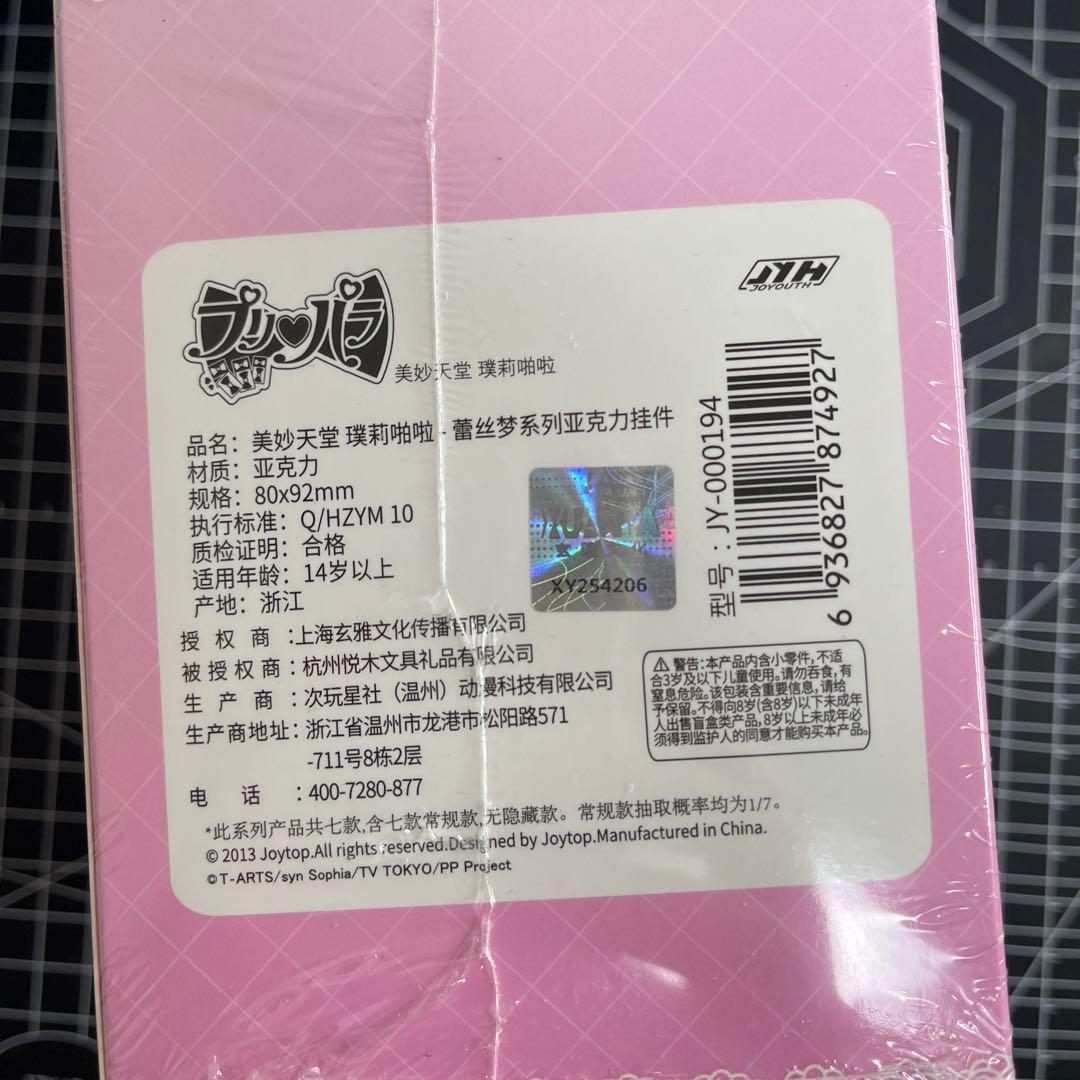 プリパラ
美妙天堂 璞莉啪啦
JYH
JOYOUTH
品名：美妙天堂 璞莉啪啦 - 蕾丝梦系列亚克力挂件
材质：亚克力
规格：80x92mm
执行标准：Q/HZYM 10
质检证明：合格
适用年龄：14岁以上
产地：浙江
授权商：上海玄雅文化传播有限公司
被授权商：杭州悦木文具礼品有限公司
生产商：次玩星社（温州）动漫科技有限公司
生产商地址：浙江省温州市龙港市松阳路571
-711号8栋2层
电话：400-7280-877
*此系列产品共七款,含七款常规款,无隐藏款。常规款抽取概率均为1/7。
© 2013 Joytop.All rights reserved.Designed by Joytop.Manufactured in China.
©T-ARTS/syn Sophia/TV TOKYO/PP Project
XY254206
型号：JY-000194
6 936827 874927
⚠警告:本产品内含小零件,不适
合3岁及以下儿童使用。请勿吞食,有
窒息危险。该包装含重要信息,请给
予保留。不得向8岁(含8岁)以下未成年
人出售盲盒类产品,8岁以上未成年必
须得到监护人的同意才能购买本产品。